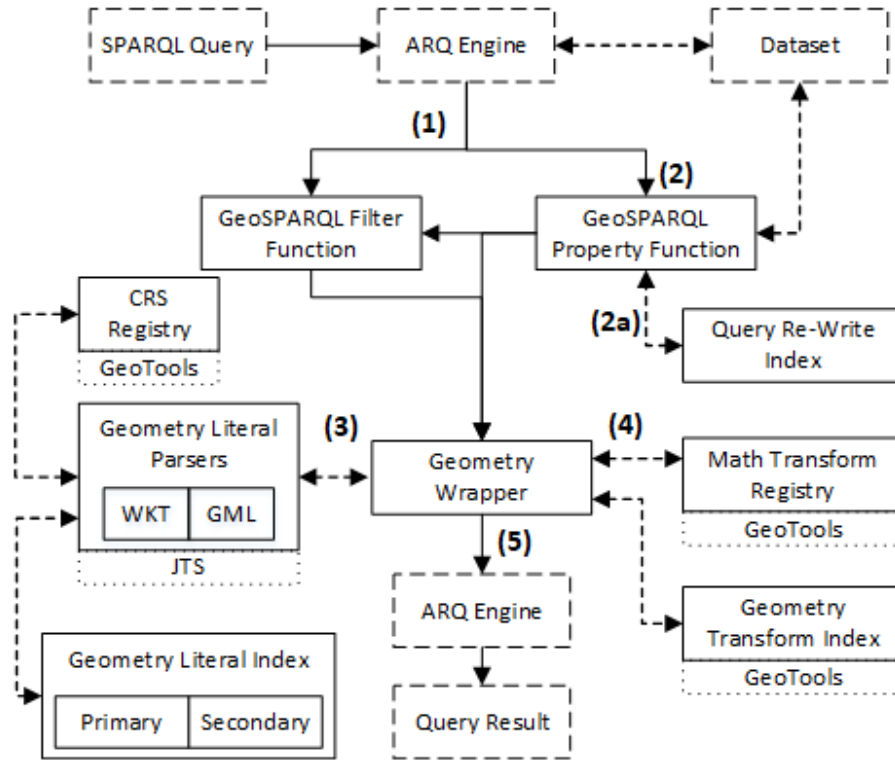 SPARQL Query
ARQ Engine
Dataset
(1)
(2)
GeoSPARQL Filter
Function
GeoSPARQL
Property Function
CRS
Registry
GeoTools
(2a)
Query Re-Write
Index
Geometry Literal
Parsers
WKT
GML
JTS
(3)
Geometry
Wrapper
(4)
Math Transform
Registry
GeoTools
(5)
ARQ Engine
Geometry
Transform Index
GeoTools
Geometry Literal Index
Primary
Secondary
Query Result